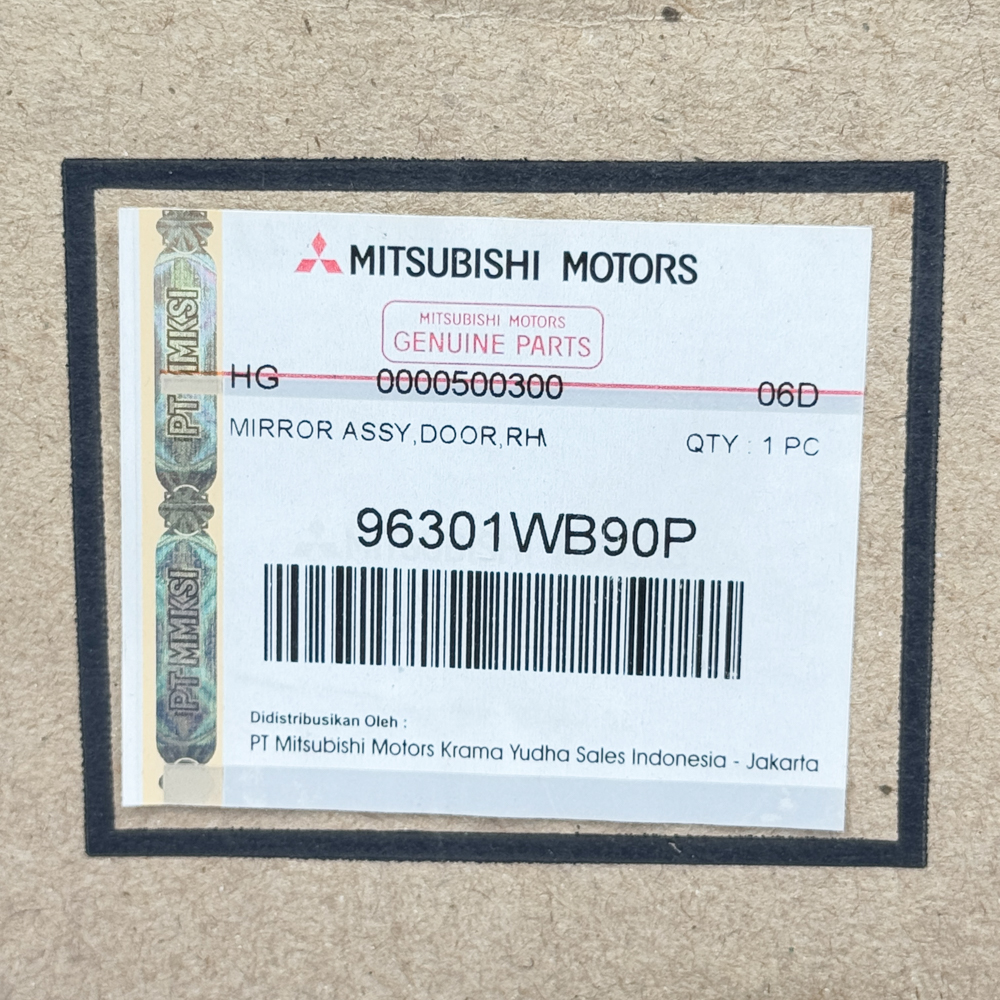 MITSUBISHI MOTORS
MITSUBISHI MOTORS
GENUINE PARTS
HG 0000500300 06D
MIRROR ASSY,DOOR,RH
QTY : 1 PC
96301WB90P
Didistribusikan Oleh :
PT Mitsubishi Motors Krama Yudha Sales Indonesia - Jakarta
PT MMKSI
PT MMKSI